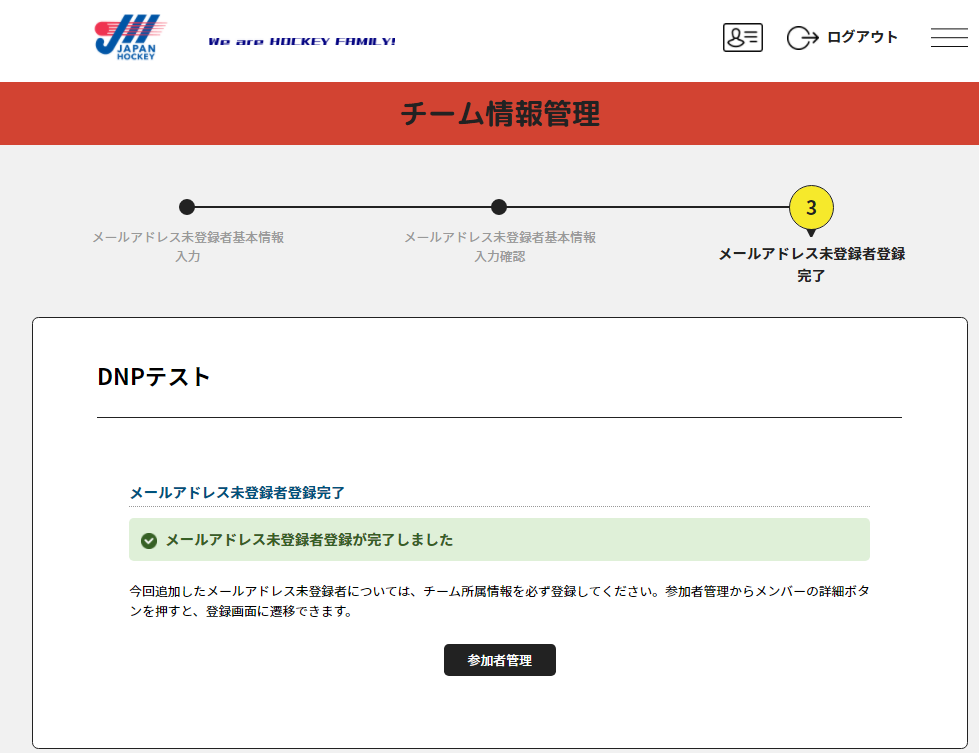 JAPAN
HOCKEY
We are HOCKEY FAMILY!
ログアウト
チーム情報管理
3
メールアドレス未登録者基本情報
入力
メールアドレス未登録者基本情報
入力確認
メールアドレス未登録者登録
完了
DNPテスト
メールアドレス未登録者登録完了
メールアドレス未登録者登録が完了しました
今回追加したメールアドレス未登録者については、チーム所属情報を必ず登録してください。参加者管理からメンバーの詳細ボタ
ンを押すと、登録画面に遷移できます。
参加者管理